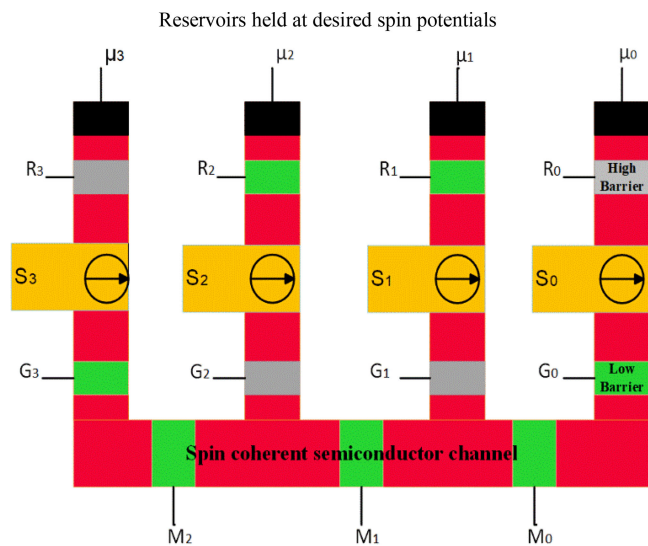 Reservoirs held at desired spin potentials
μ3 μ2 μ1 μ0
R3 R2 R1 R0 High
Barrier
S3 S2 S1 S0
G3 G2 G1 G0 Low
Barrier
Spin coherent semiconductor channel
M2 M1 M0